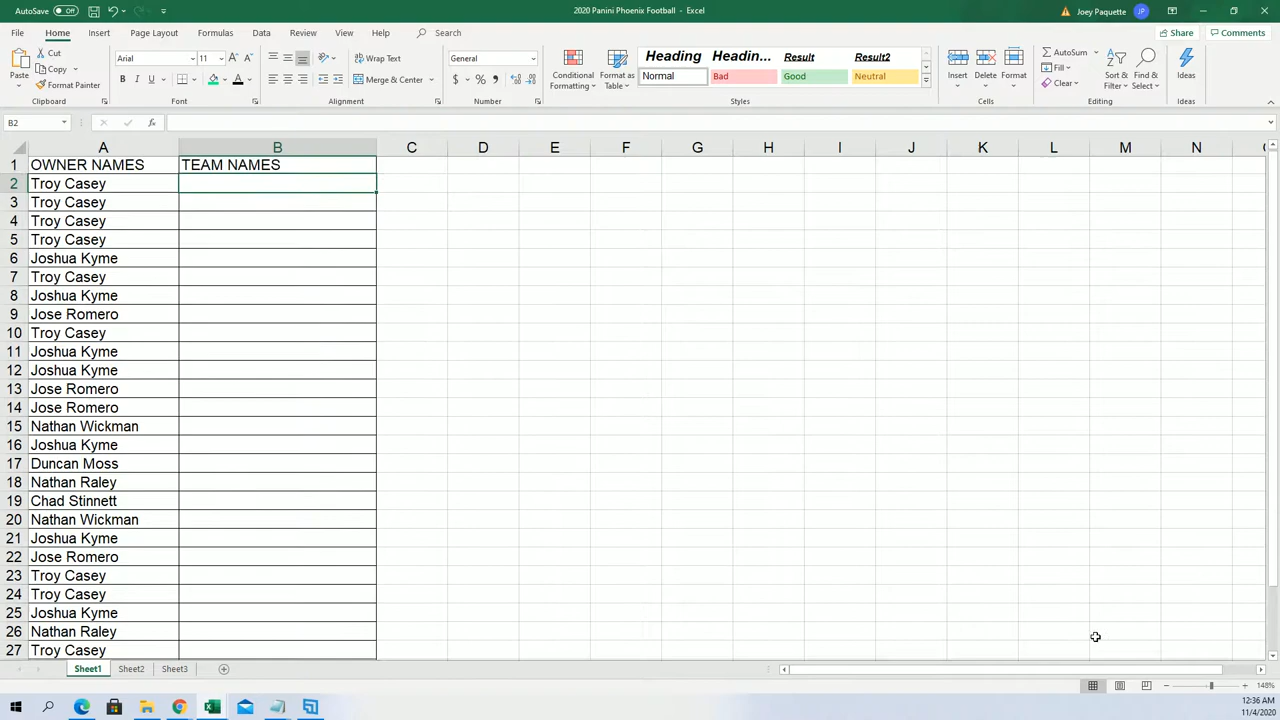 AutoSave Off 2020 Panini Phoenix Football - Excel Joey Paquette JP
File Home Insert Draw Page Layout Formulas Data Review View Help Search Share Comments
Paste Cut Copy Format Painter Clipboard
Arial 11 A A B I U A Font
ab Wrap Text Merge & Center Alignment
General $ % , Number
Conditional Formatting Format as Table
Heading Headin... Result Result2
Normal Bad Good Neutral Styles
Insert Delete Format Cells
AutoSum Fill Clear Sort & Filter Find & Select Editing
Ideas Ideas
B2 fx
A B C D E F G H I J K L M N
1 OWNER NAMES TEAM NAMES
2 Troy Casey
3 Troy Casey
4 Troy Casey
5 Troy Casey
6 Joshua Kyme
7 Troy Casey
8 Joshua Kyme
9 Jose Romero
10 Troy Casey
11 Joshua Kyme
12 Joshua Kyme
13 Jose Romero
14 Jose Romero
15 Nathan Wickman
16 Joshua Kyme
17 Duncan Moss
18 Nathan Raley
19 Chad Stinnett
20 Nathan Wickman
21 Joshua Kyme
22 Jose Romero
23 Troy Casey
24 Troy Casey
25 Joshua Kyme
26 Nathan Raley
27 Troy Casey
Sheet1 Sheet2 Sheet3
148%
12:36 AM
11/4/2020